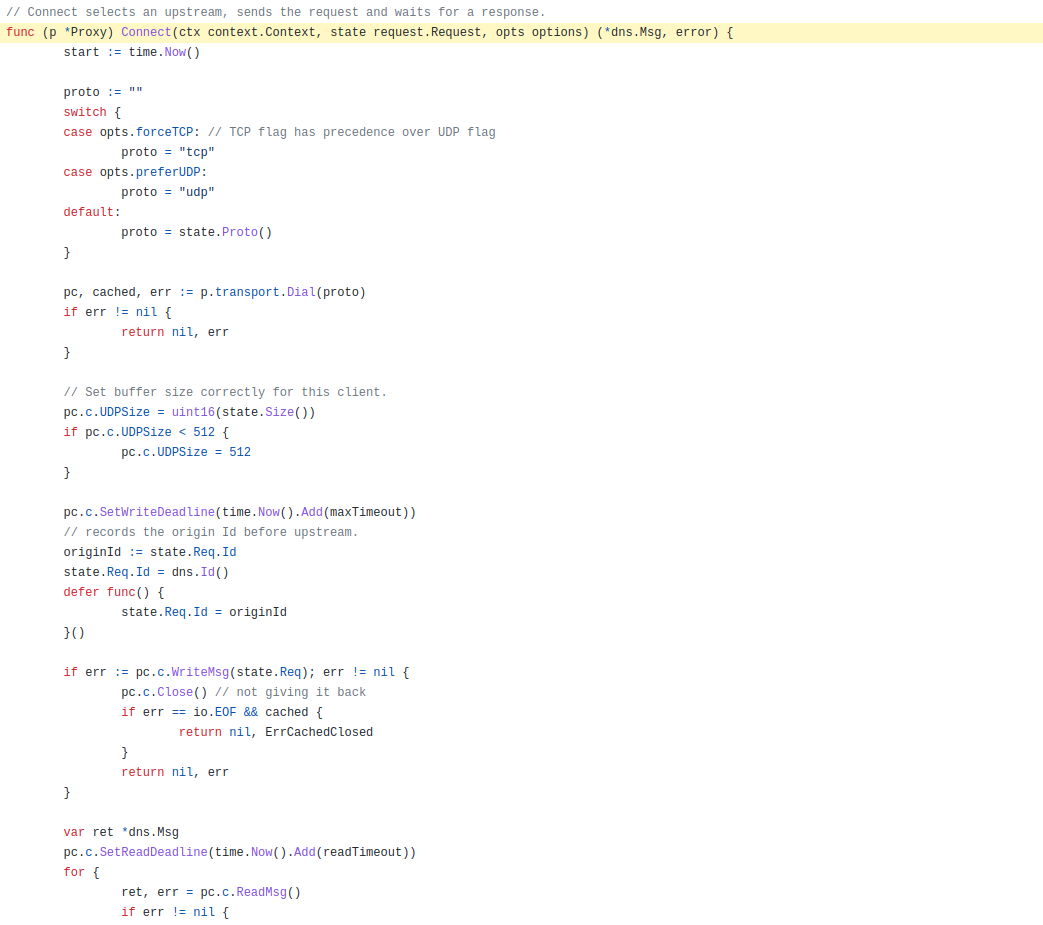 // Connect selects an upstream, sends the request and waits for a response.
func (p *Proxy) Connect(ctx context.Context, state request.Request, opts options) (*dns.Msg, error) {
        start := time.Now()

        proto := ""
        switch {
        case opts.forceTCP: // TCP flag has precedence over UDP flag
                proto = "tcp"
        case opts.preferUDP:
                proto = "udp"
        default:
                proto = state.Proto()
        }

        pc, cached, err := p.transport.Dial(proto)
        if err != nil {
                return nil, err
        }

        // Set buffer size correctly for this client.
        pc.c.UDPSize = uint16(state.Size())
        if pc.c.UDPSize < 512 {
                pc.c.UDPSize = 512
        }

        pc.c.SetWriteDeadline(time.Now().Add(maxTimeout))
        // records the origin Id before upstream.
        originId := state.Req.Id
        state.Req.Id = dns.Id()
        defer func() {
                state.Req.Id = originId
        }()

        if err := pc.c.WriteMsg(state.Req); err != nil {
                pc.c.Close() // not giving it back
                if err == io.EOF && cached {
                        return nil, ErrCachedClosed
                }
                return nil, err
        }

        var ret *dns.Msg
        pc.c.SetReadDeadline(time.Now().Add(readTimeout))
        for {
                ret, err = pc.c.ReadMsg()
                if err != nil {